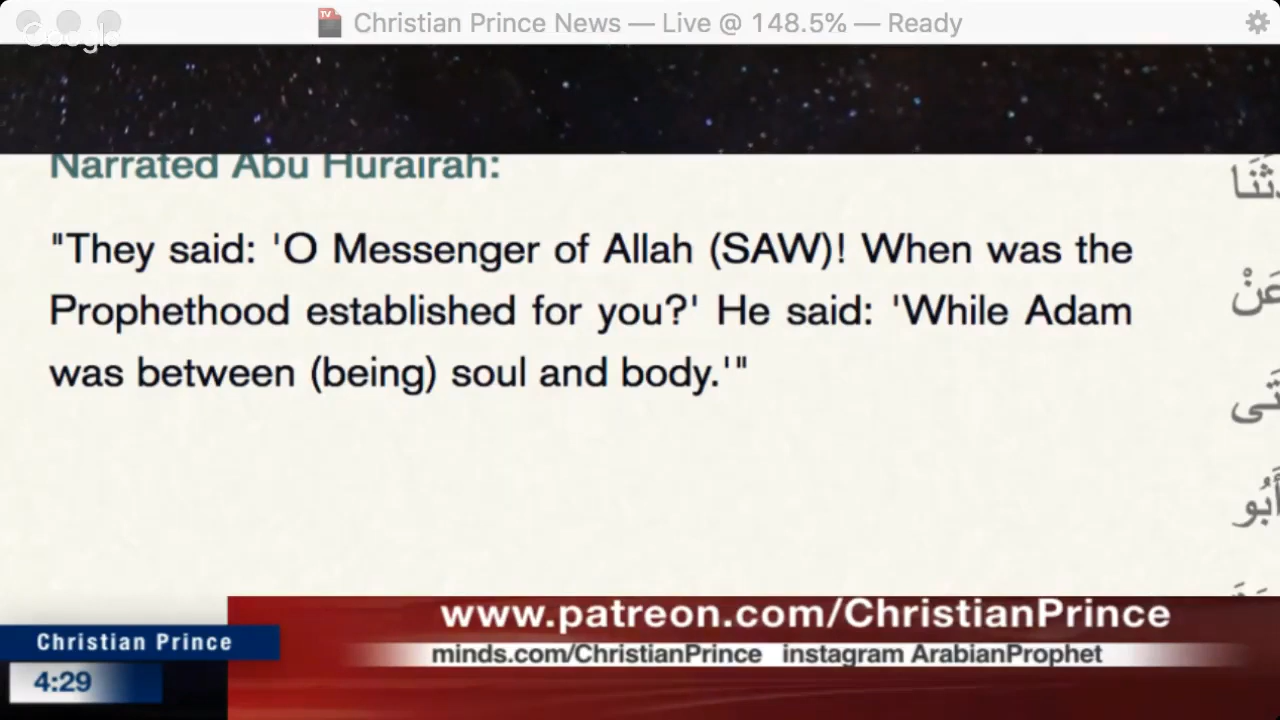 Christian Prince News — Live @ 148.5% — Ready
Google
Narrated Abu Hurairah:
"They said: 'O Messenger of Allah (SAW)! When was the
Prophethood established for you?' He said: 'While Adam
was between (being) soul and body.'"
عَنْ
أَبُو
www.patreon.com/ChristianPrince
Christian Prince
minds.com/ChristianPrince instagram ArabianProphet
4:29